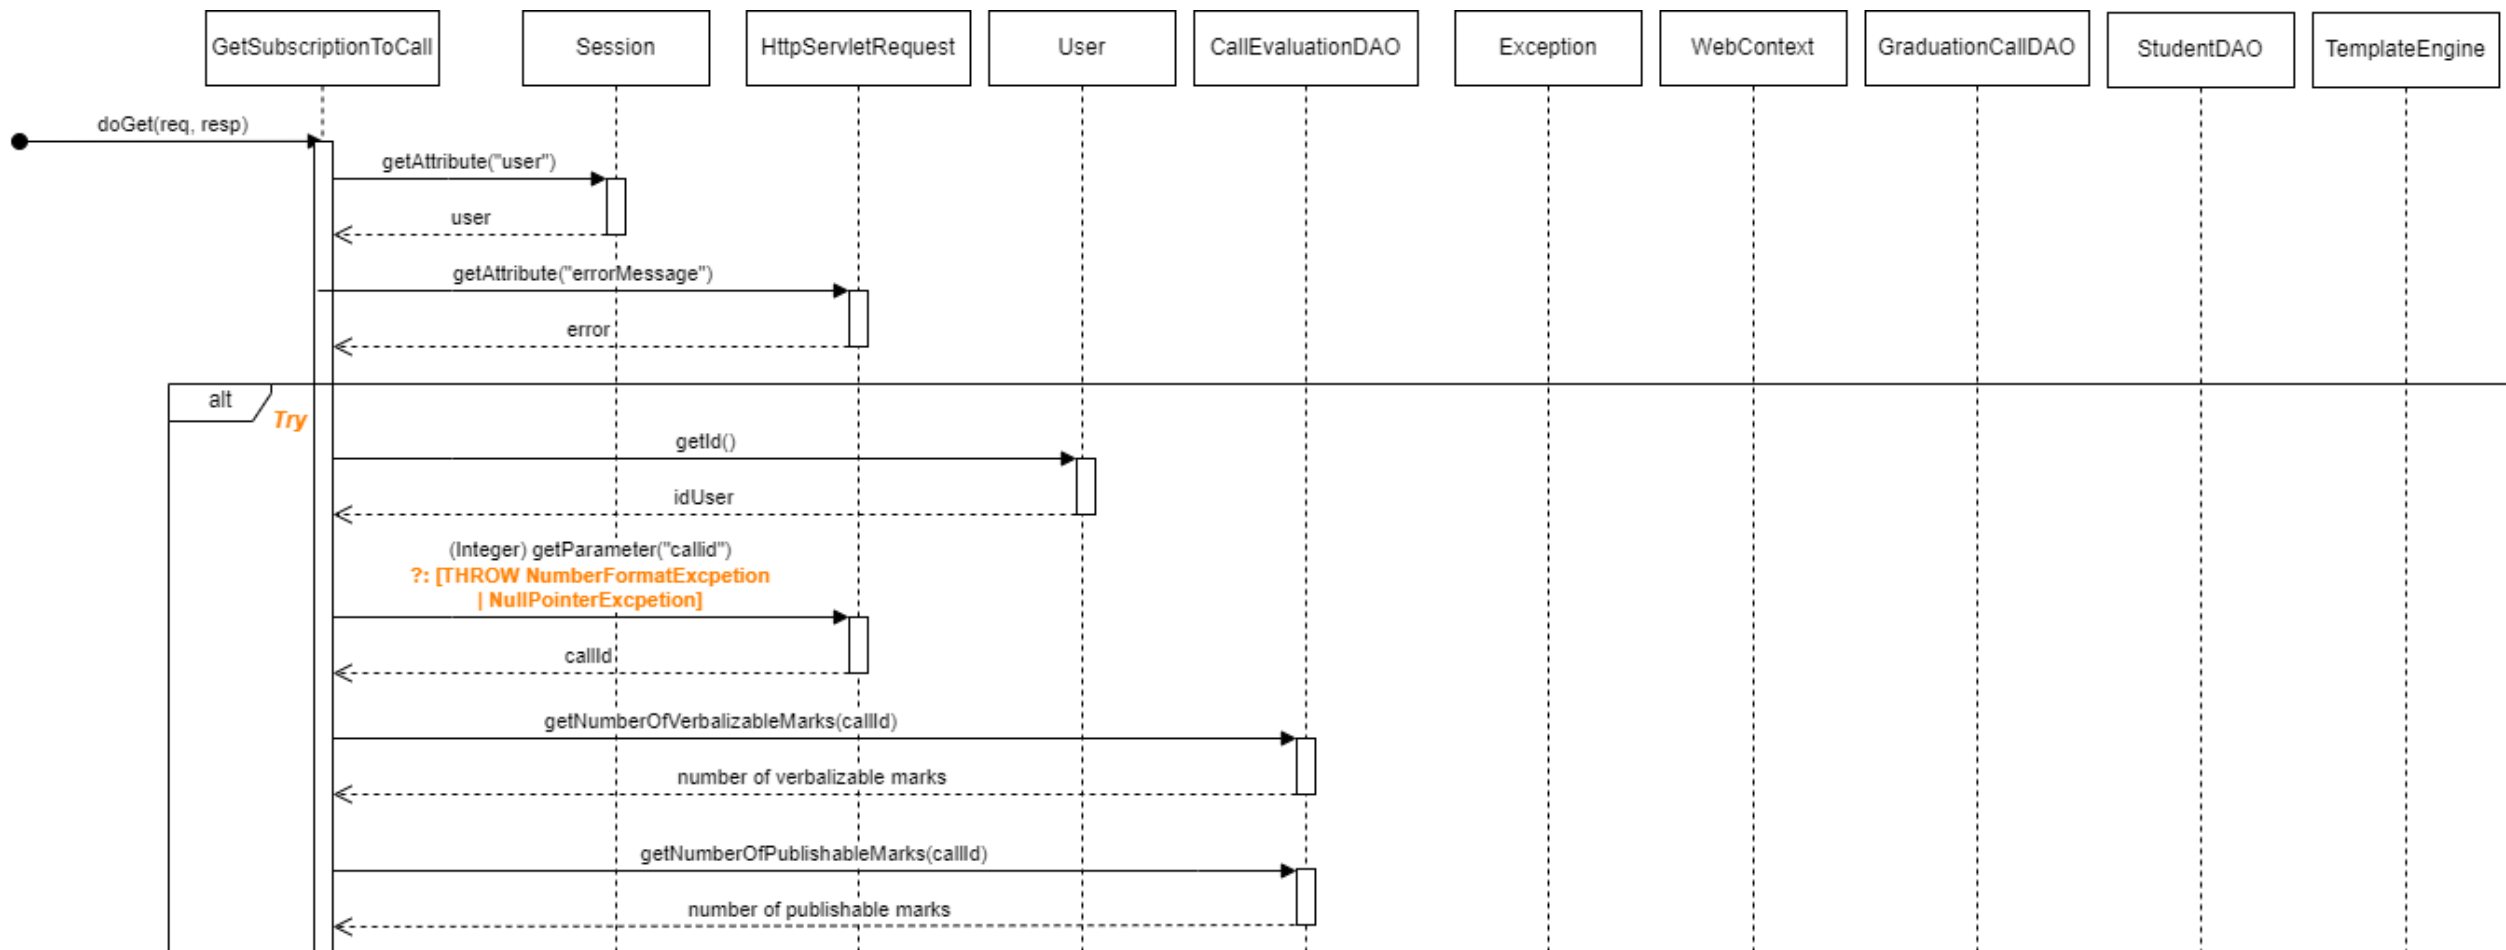 GetSubscriptionToCall
Session
HttpServletRequest
User
CallEvaluationDAO
Exception
WebContext
GraduationCallDAO
StudentDAO
TemplateEngine
doGet(req, resp)
getAttribute("user")
user
getAttribute("errorMessage")
error
alt
Try
getId()
idUser
(Integer) getParameter("callid")
?: [THROW NumberFormatExcpetion
| NullPointerExcpetion]
callId
getNumberOfVerbalizableMarks(callId)
number of verbalizable marks
getNumberOfPublishableMarks(callId)
number of publishable marks